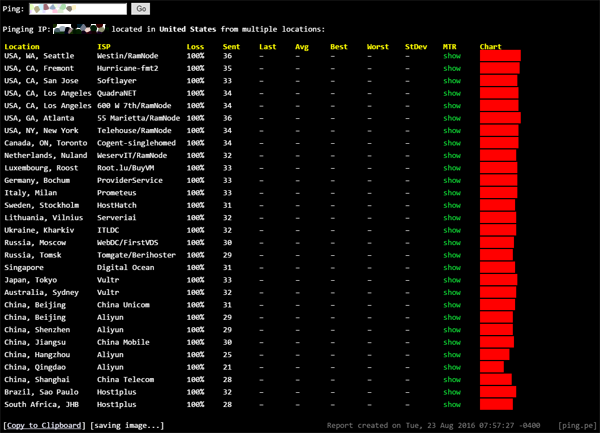 Ping: Go
Pinging IP: located in United States from multiple locations:
Location ISP Loss Sent Last Avg Best Worst StDev MTR Chart
USA, WA, Seattle Westin/RamNode 100% 36 – – – – – show
USA, CA, Fremont Hurricane-fmt2 100% 35 – – – – – show
USA, CA, San Jose Softlayer 100% 33 – – – – – show
USA, CA, Los Angeles QuadraNET 100% 34 – – – – – show
USA, CA, Los Angeles 600 W 7th/RamNode 100% 34 – – – – – show
USA, GA, Atlanta 55 Marietta/RamNode 100% 36 – – – – – show
USA, NY, New York Telehouse/RamNode 100% 34 – – – – – show
Canada, ON, Toronto Cogent-singlehomed 100% 34 – – – – – show
Netherlands, Nuland WeservIT/RamNode 100% 32 – – – – – show
Luxembourg, Roost Root.lu/BuyVM 100% 33 – – – – – show
Germany, Bochum ProviderService 100% 33 – – – – – show
Italy, Milan Prometeus 100% 33 – – – – – show
Sweden, Stockholm HostHatch 100% 31 – – – – – show
Lithuania, Vilnius Serveriai 100% 32 – – – – – show
Ukraine, Kharkiv ITLDC 100% 32 – – – – – show
Russia, Moscow WebDC/FirstVDS 100% 30 – – – – – show
Russia, Tomsk Tomgate/Berihoster 100% 29 – – – – – show
Singapore Digital Ocean 100% 31 – – – – – show
Japan, Tokyo Vultr 100% 33 – – – – – show
Australia, Sydney Vultr 100% 32 – – – – – show
China, Beijing China Unicom 100% 31 – – – – – show
China, Beijing Aliyun 100% 29 – – – – – show
China, Shenzhen Aliyun 100% 29 – – – – – show
China, Jiangsu China Mobile 100% 30 – – – – – show
China, Hangzhou Aliyun 100% 25 – – – – – show
China, Qingdao Aliyun 100% 21 – – – – – show
China, Shanghai China Telecom 100% 28 – – – – – show
Brazil, Sao Paulo Host1plus 100% 32 – – – – – show
South Africa, JHB Host1plus 100% 28 – – – – – show
[Copy to Clipboard] [saving image...] Report created on Tue, 23 Aug 2016 07:57:27 -0400 [ping.pe]